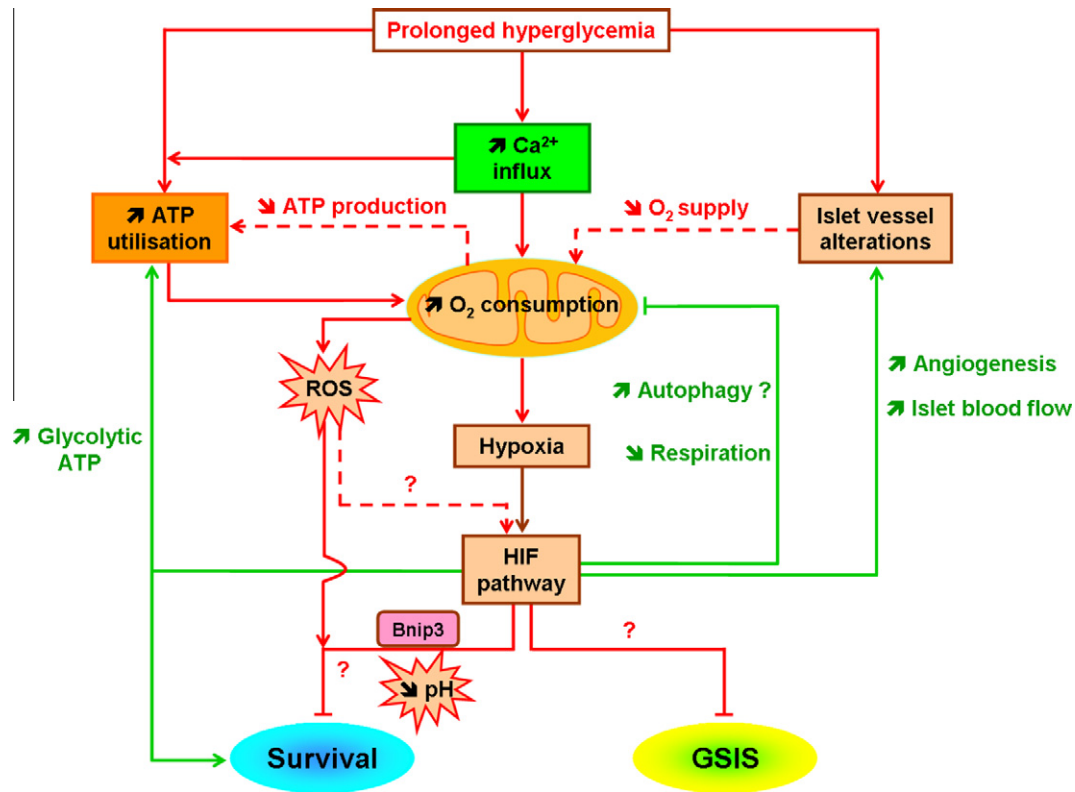 Prolonged hyperglycemia
↗ Ca²⁺
influx
↗ ATP
utilisation
↘ ATP production
↘ O₂ supply
Islet vessel
alterations
↗ O₂ consumption
ROS
↗ Glycolytic
ATP
Hypoxia
↗ Autophagy ?
↘ Respiration
↗ Angiogenesis
↗ Islet blood flow
?
HIF
pathway
Bnip3
?
?
↘ pH
Survival
GSIS